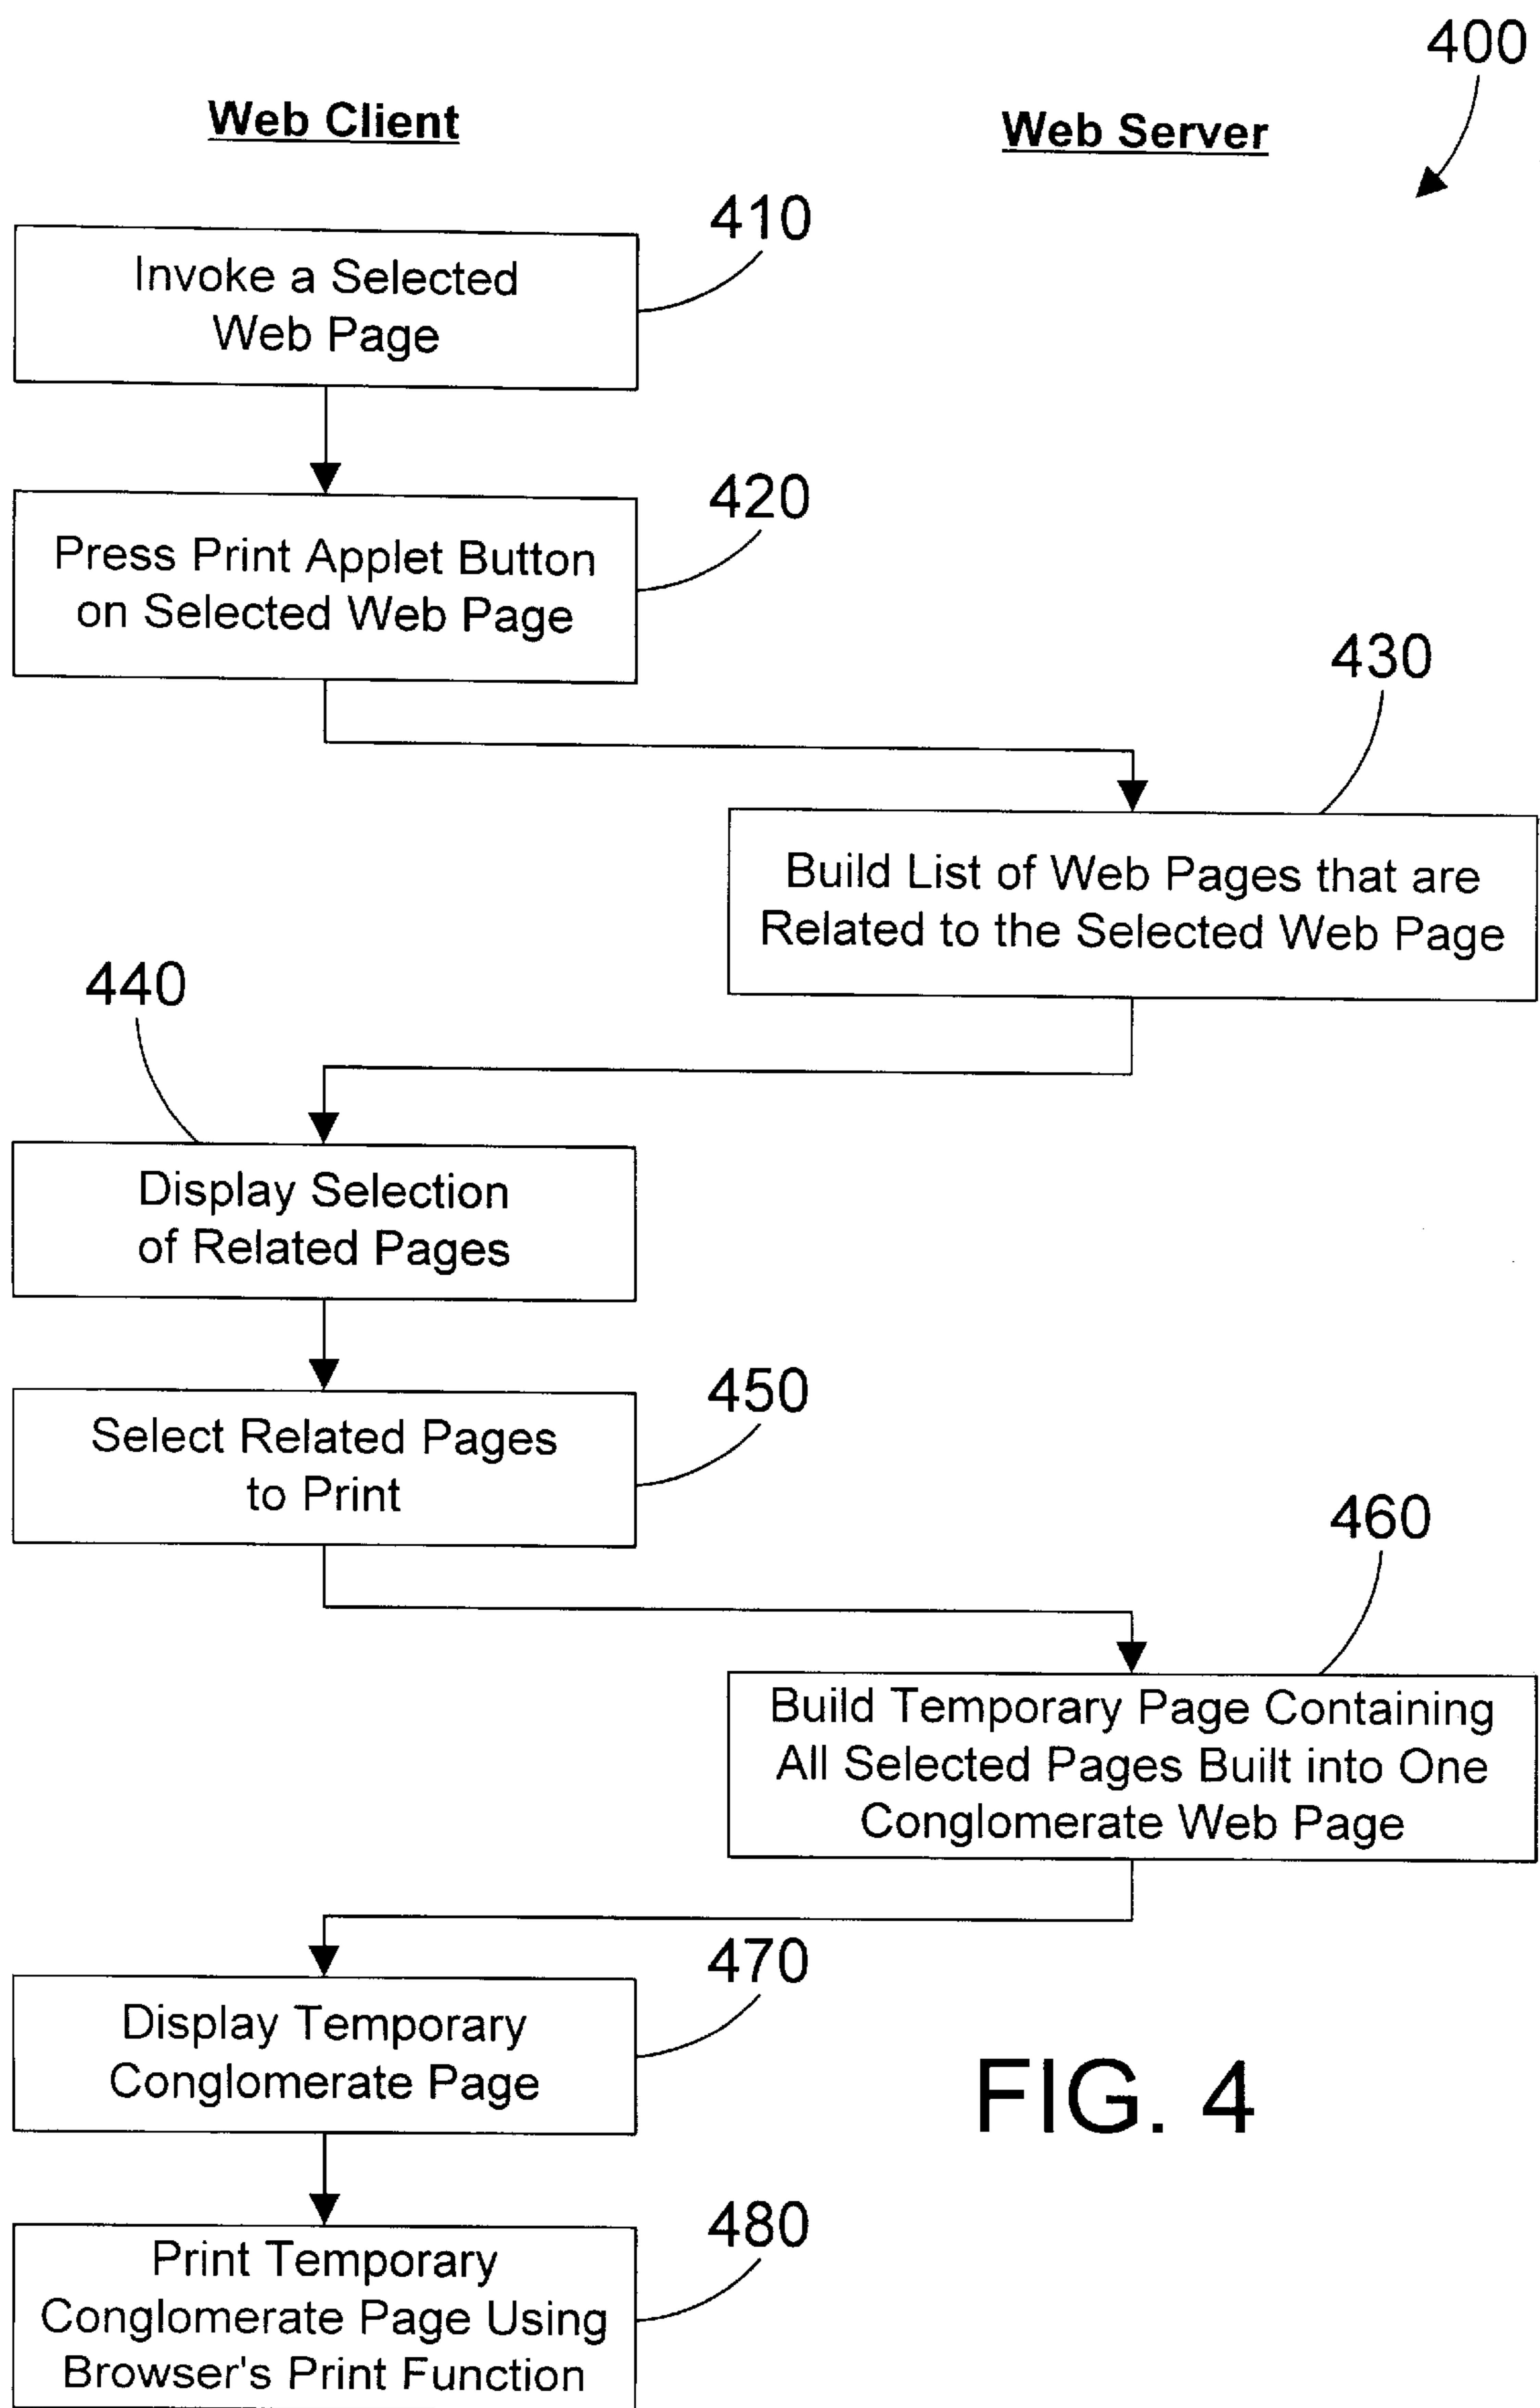 400
Web Client
Web Server
410
Invoke a Selected
Web Page
420
Press Print Applet Button
on Selected Web Page
430
Build List of Web Pages that are
Related to the Selected Web Page
440
Display Selection
of Related Pages
450
Select Related Pages
to Print
460
Build Temporary Page Containing
All Selected Pages Built into One
Conglomerate Web Page
470
Display Temporary
Conglomerate Page
FIG. 4
480
Print Temporary
Conglomerate Page Using
Browser's Print Function